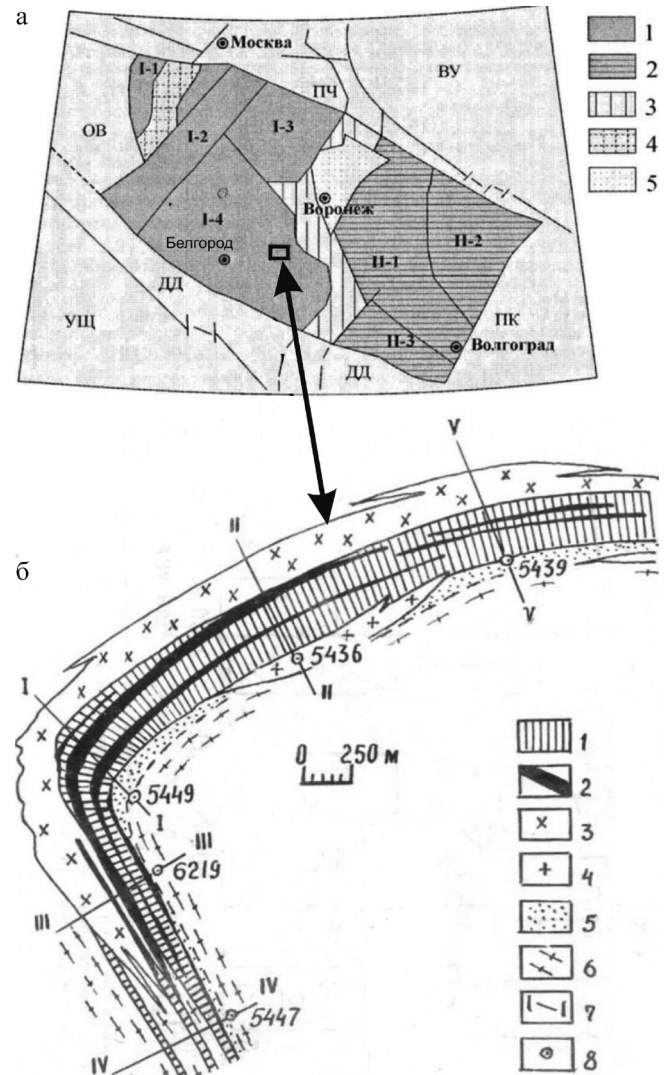 а
Москва
1
2
3
4
5
ВУ
ПЧ
I-1
ОВ
I-2
I-3
Воронеж
I-4
II-1
II-2
Белгород
ДД
УЩ
ПК
II-3
Волгоград
ДД
б
V
II
5439
V
5436
II
I
0 250 м
5449
I
III
6219
III
IV
5447
IV
1
2
3
4
5
6
7
8